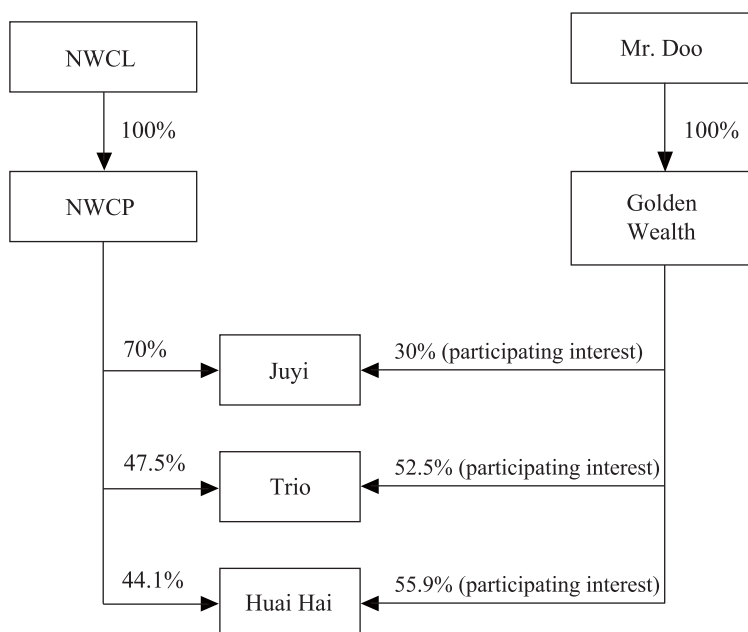 NWCL
Mr. Doo
100%
100%
NWCP
Golden
Wealth
70%
Juyi
30% (participating interest)
47.5%
Trio
52.5% (participating interest)
44.1%
Huai Hai
55.9% (participating interest)